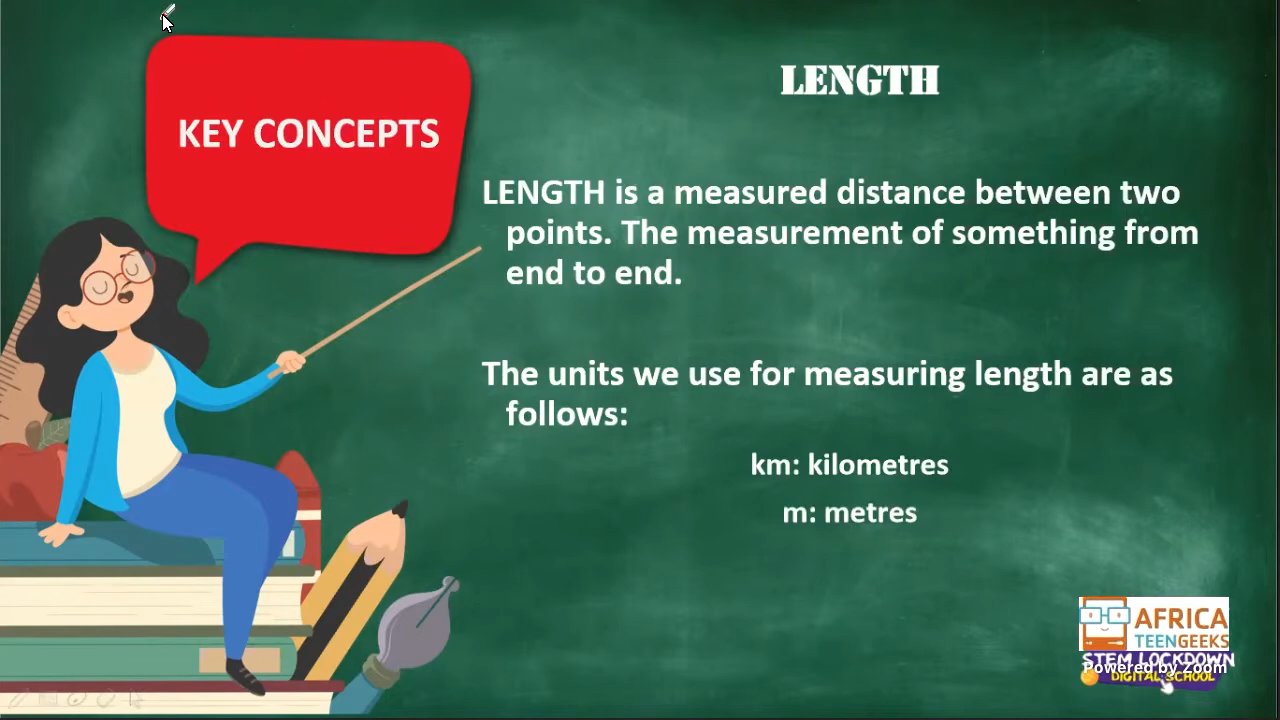 KEY CONCEPTS
LENGTH
LENGTH is a measured distance between two
points. The measurement of something from
end to end.
The units we use for measuring length are as
follows:
km: kilometres
m: metres
AFRICA
TEENGEEKS
STEM LOCKDOWN
Powered by Zoom
DIGITAL SCHOOL